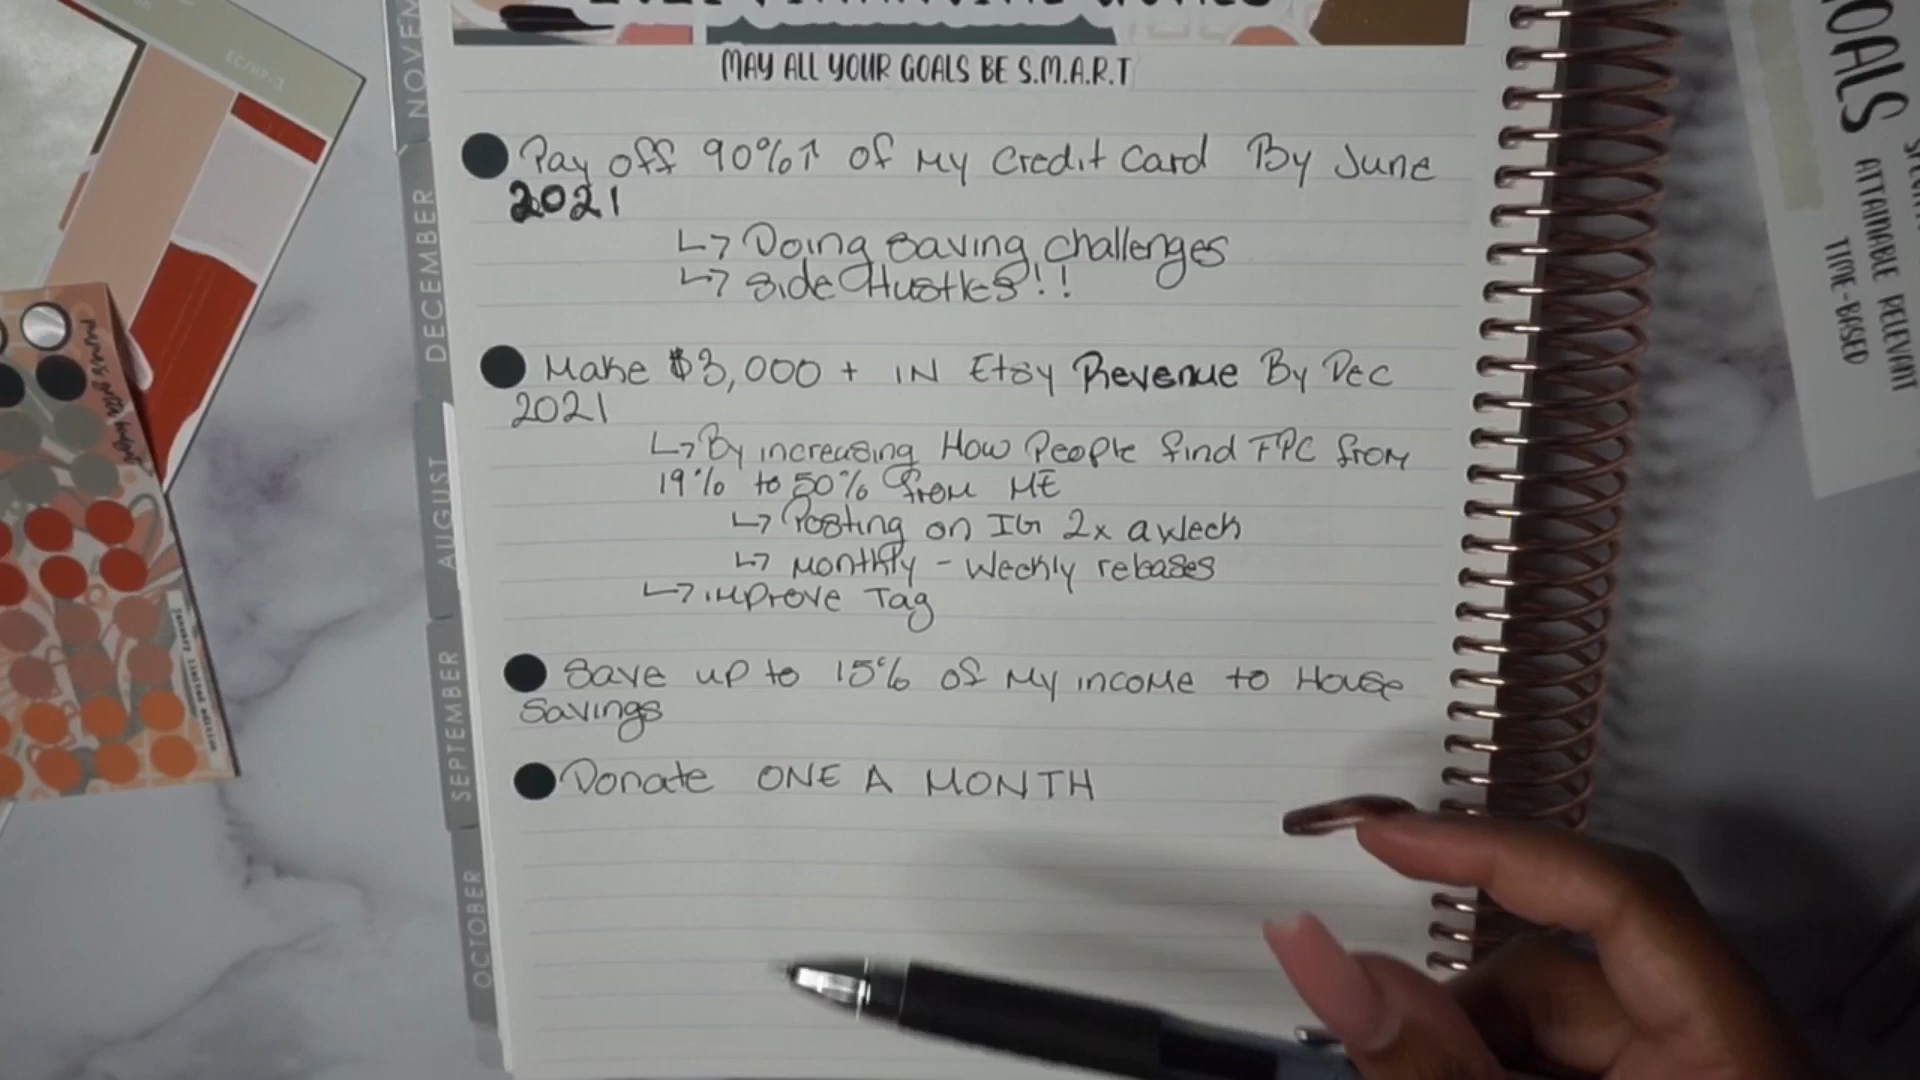 MAY ALL YOUR GOALS BE S.M.A.R.T
Pay off 90%↑ of My Credit Card By June
2021
↳ Doing saving challenges
↳ side Hustles!!
Make $3,000 + IN Etsy Revenue By Dec
2021
↳ By increasing How People find FPC from
19% to 50% from ME
↳ Posting on IG 2x a week
↳ Monthly - Weekly releases
↳ improve Tag
Save up to 15% of My income to House
Savings
Donate ONE A MONTH
NOVEM
DECEMBER
AUGUST
SEPTEMBER
OCTOBER
OALS
ATTAINABLE RELEVANT
TIME-BASED